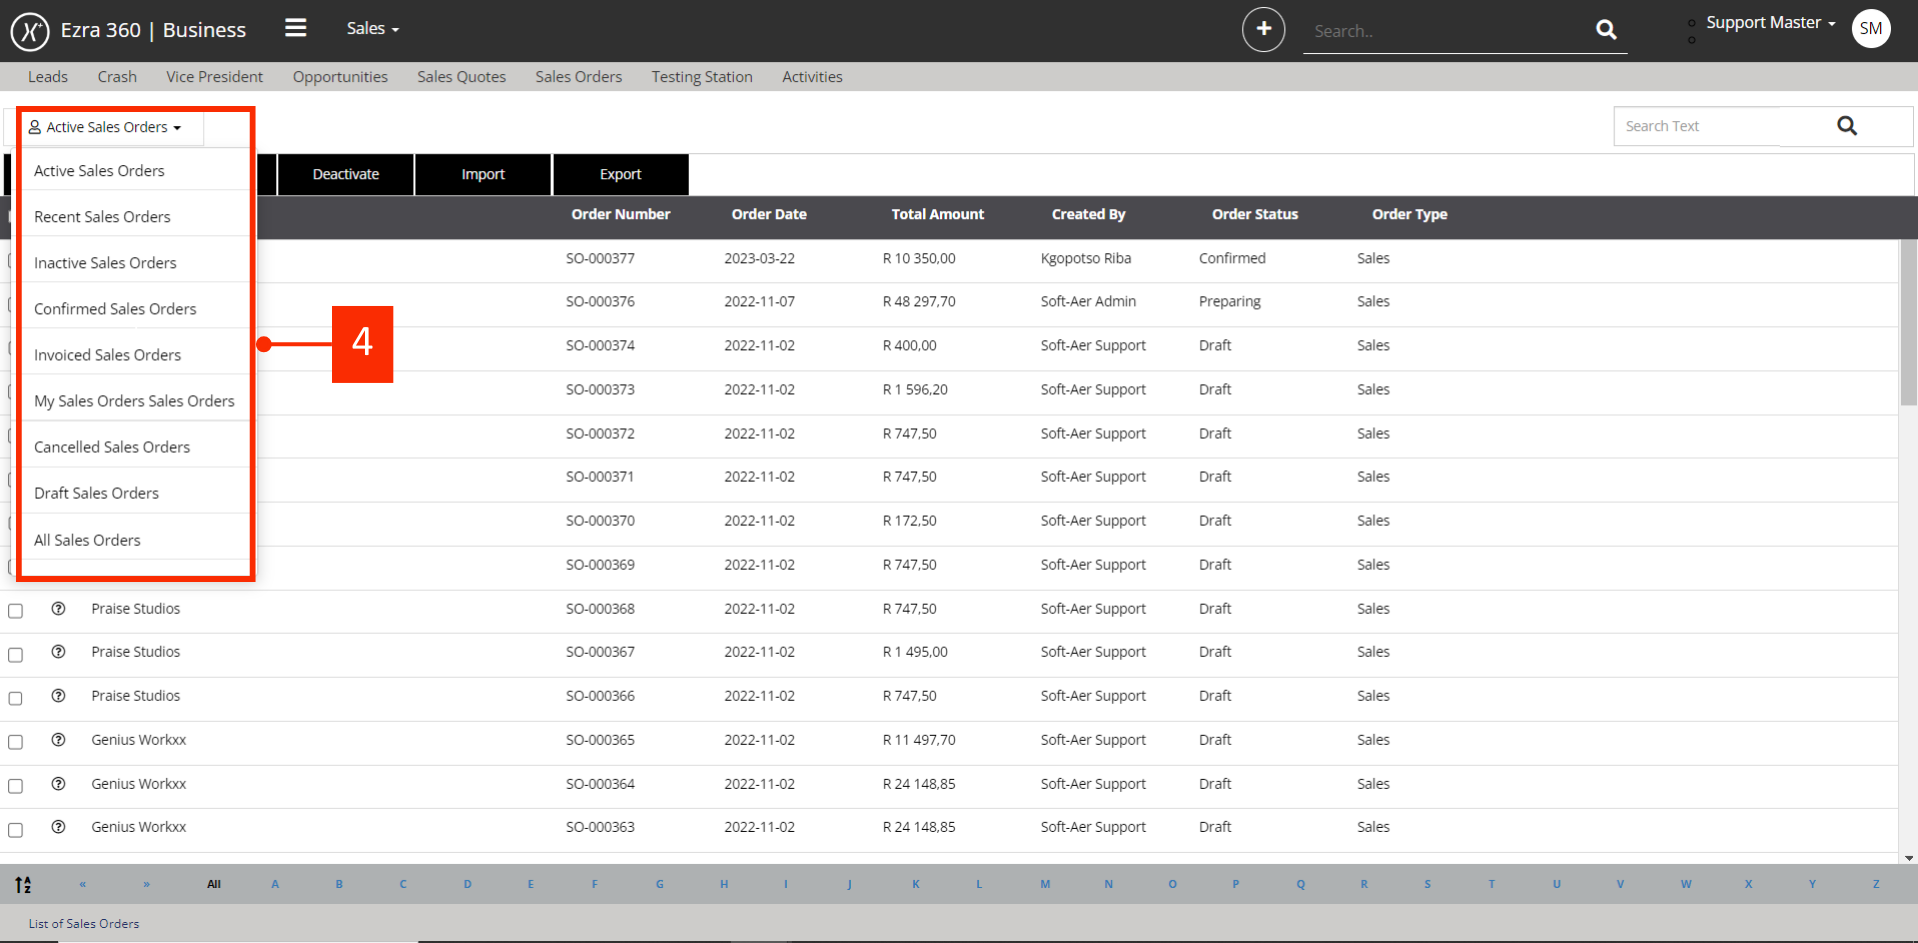 Ezra 360 | Business Sales Search.. Support Master SM
Leads Crash Vice President Opportunities Sales Quotes Sales Orders Testing Station Activities
Active Sales Orders Search Text
Active Sales Orders Deactivate Import Export
Recent Sales Orders Order Number Order Date Total Amount Created By Order Status Order Type
Inactive Sales Orders SO-000377 2023-03-22 R 10 350,00 Kgopotso Riba Confirmed Sales
Confirmed Sales Orders SO-000376 2022-11-07 R 48 297,70 Soft-Aer Admin Preparing Sales
4
Invoiced Sales Orders SO-000374 2022-11-02 R 400,00 Soft-Aer Support Draft Sales
My Sales Orders Sales Orders SO-000373 2022-11-02 R 1 596,20 Soft-Aer Support Draft Sales
Cancelled Sales Orders SO-000372 2022-11-02 R 747,50 Soft-Aer Support Draft Sales
SO-000371 2022-11-02 R 747,50 Soft-Aer Support Draft Sales
Draft Sales Orders
SO-000370 2022-11-02 R 172,50 Soft-Aer Support Draft Sales
All Sales Orders
SO-000369 2022-11-02 R 747,50 Soft-Aer Support Draft Sales
Praise Studios SO-000368 2022-11-02 R 747,50 Soft-Aer Support Draft Sales
Praise Studios SO-000367 2022-11-02 R 1 495,00 Soft-Aer Support Draft Sales
Praise Studios SO-000366 2022-11-02 R 747,50 Soft-Aer Support Draft Sales
Genius Workxx SO-000365 2022-11-02 R 11 497,70 Soft-Aer Support Draft Sales
Genius Workxx SO-000364 2022-11-02 R 24 148,85 Soft-Aer Support Draft Sales
Genius Workxx SO-000363 2022-11-02 R 24 148,85 Soft-Aer Support Draft Sales
« » All A B C D E F G H I J K L M N O P Q R S T U V W X Y Z
List of Sales Orders